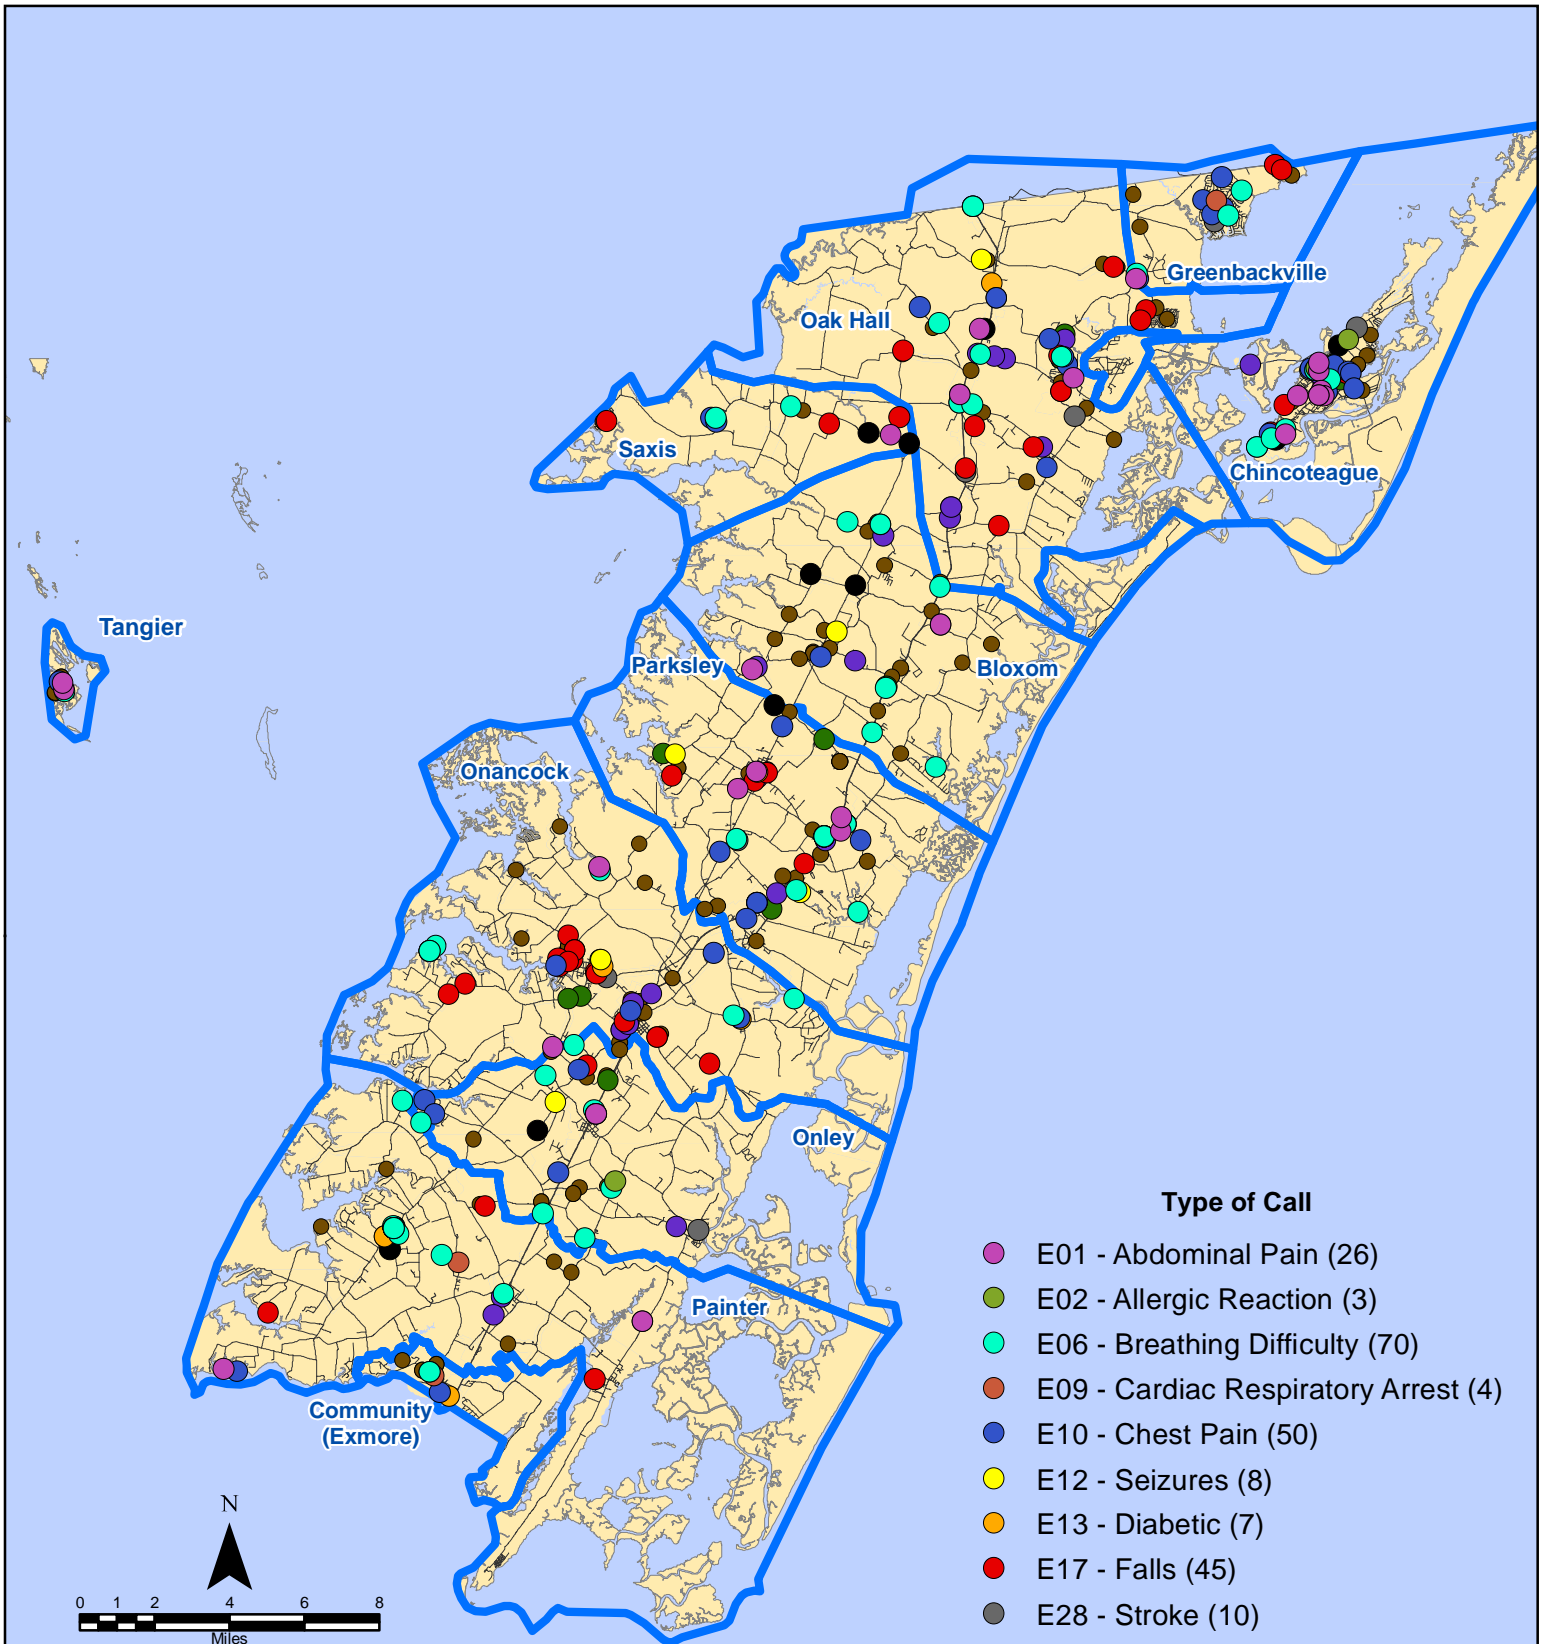 Greenbackville
Oak Hall
Saxis
Chincoteague
Tangier
Parksley
Bloxom
Onancock
Onley
Painter
Community
(Exmore)
Type of Call
E01 - Abdominal Pain (26)
E02 - Allergic Reaction (3)
E06 - Breathing Difficulty (70)
E09 - Cardiac Respiratory Arrest (4)
E10 - Chest Pain (50)
E12 - Seizures (8)
E13 - Diabetic (7)
E17 - Falls (45)
E28 - Stroke (10)
N
0 1 2 4 6 8
Miles